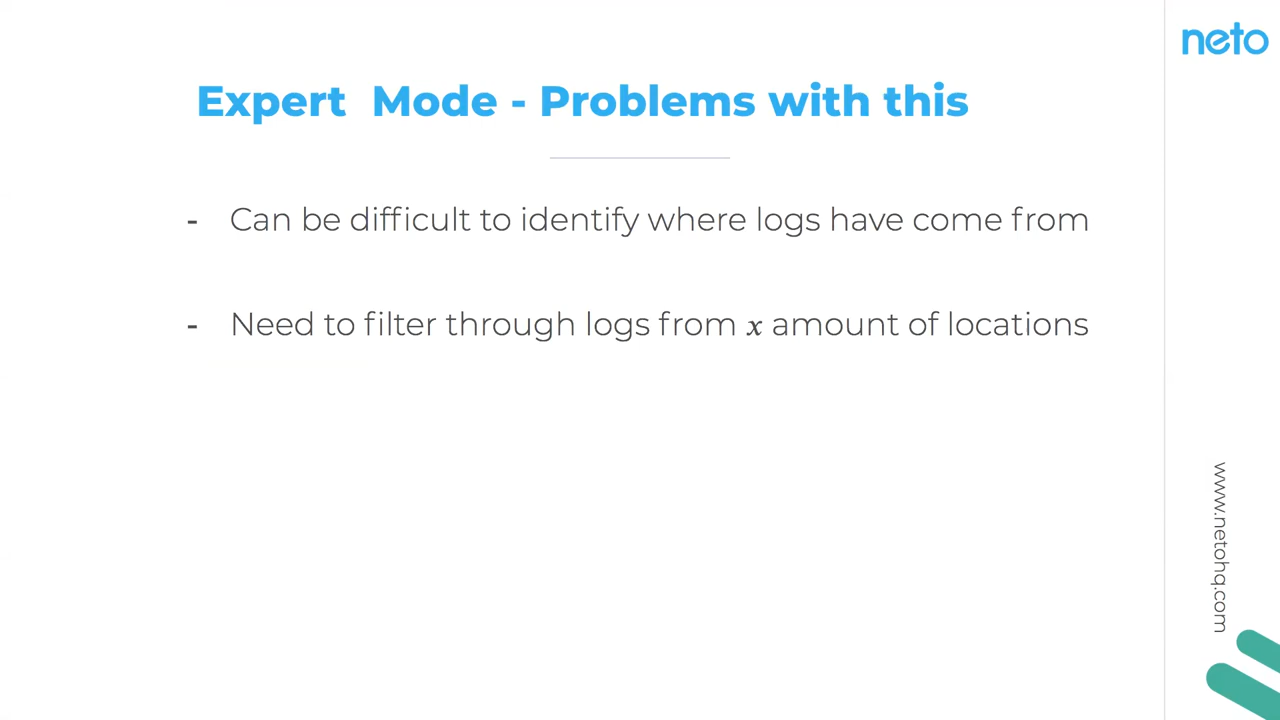 neto
Expert Mode - Problems with this
- Can be difficult to identify where logs have come from
- Need to filter through logs from x amount of locations
www.netohq.com